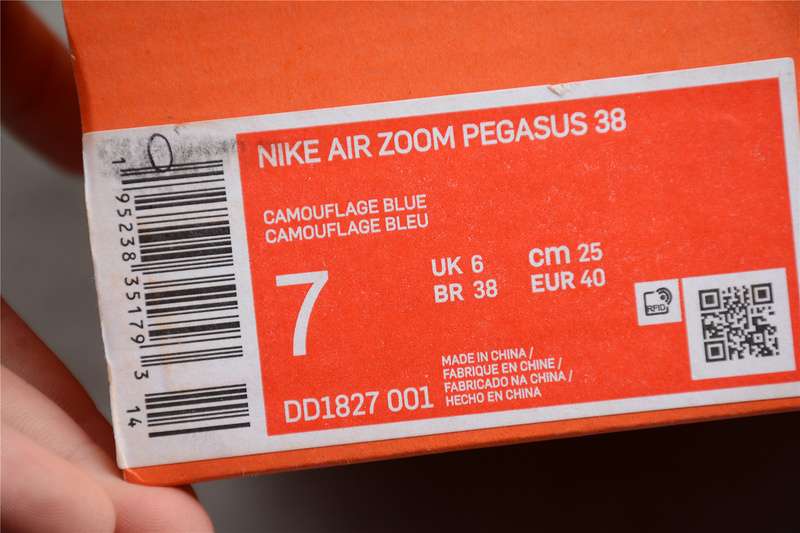 NIKE AIR ZOOM PEGASUS 38
CAMOUFLAGE BLUE
CAMOUFLAGE BLEU
7
UK 6
BR 38
cm 25
EUR 40
RFID
MADE IN CHINA /
FABRIQUE EN CHINE /
FABRICADO NA CHINA /
HECHO EN CHINA
DD1827 001
0
1 95238 35179 3
14